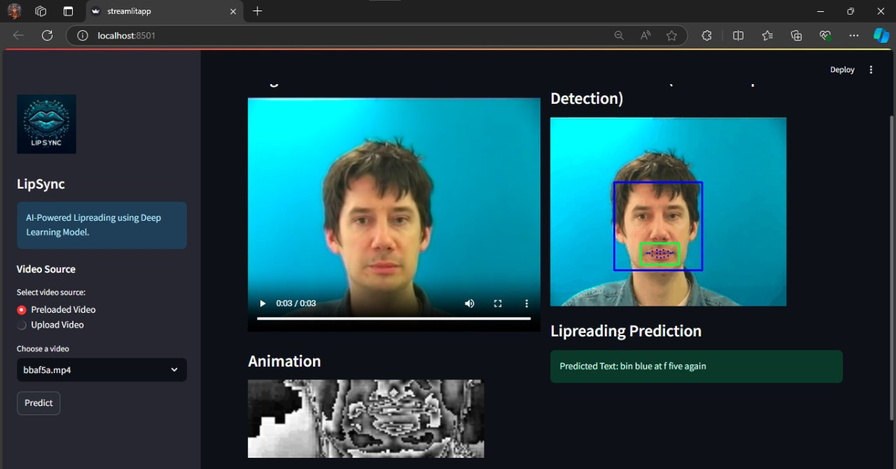 streamlitapp
localhost:8501
Deploy
LIP SYNC
LipSync
AI-Powered Lipreading using Deep
Learning Model.
Video Source
Select video source:
Preloaded Video
Upload Video
Choose a video
bbaf5a.mp4
Predict
0:03 / 0:03
Animation
Detection)
Lipreading Prediction
Predicted Text: bin blue at f five again